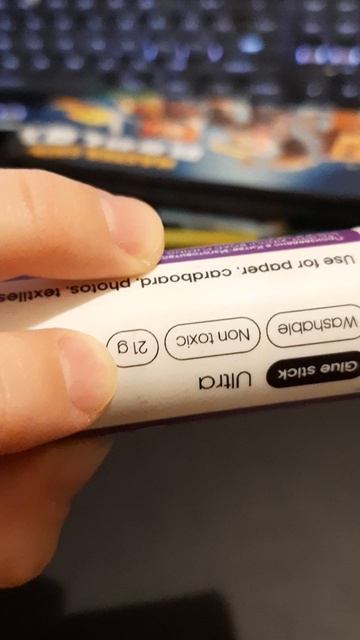 Glue stick Ultra
Washable Non toxic 21 g
Use for paper, cardboard, photos, textiles